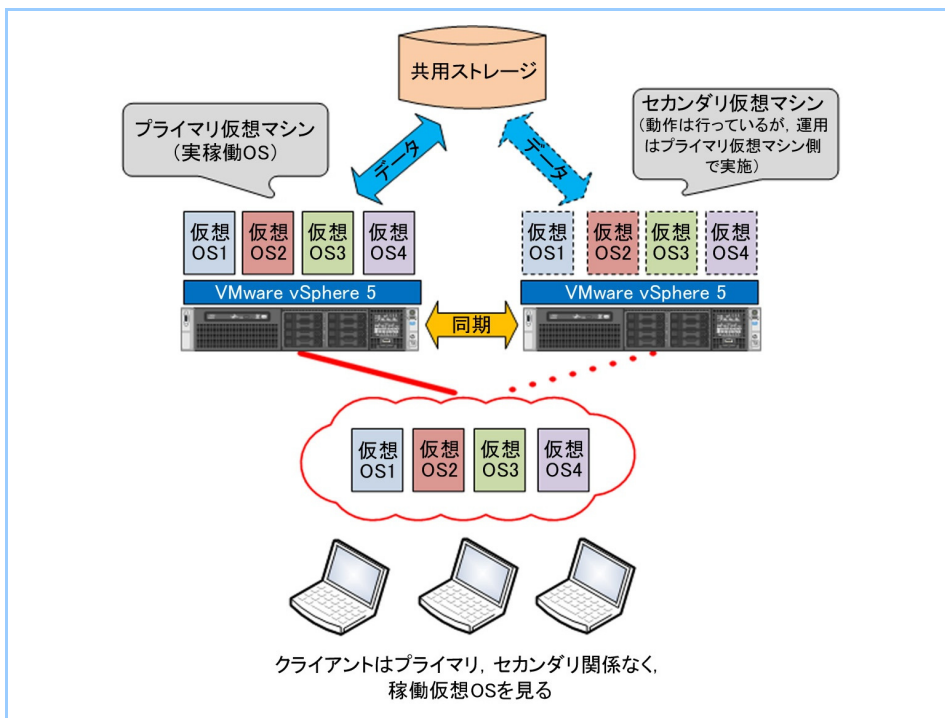 共用ストレージ
プライマリ仮想マシン
(実稼働OS)
セカンダリ仮想マシン
(動作は行っているが, 運用
はプライマリ仮想マシン側
で実施)
データ
データ
仮想
OS1
仮想
OS2
仮想
OS3
仮想
OS4
仮想
OS1
仮想
OS2
仮想
OS3
仮想
OS4
VMware vSphere 5
VMware vSphere 5
同期
仮想
OS1
仮想
OS2
仮想
OS3
仮想
OS4
クライアントはプライマリ, セカンダリ関係なく,
稼働仮想OSを見る